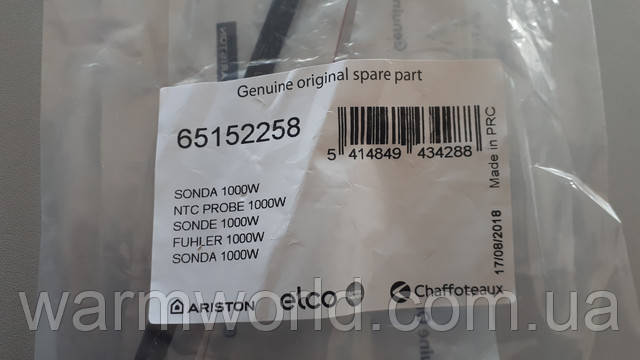 Genuine original spare part
65152258
5 414849 434288
Made in PRC
17/08/2018
SONDA 1000W
NTC PROBE 1000W
SONDE 1000W
FUHLER 1000W
SONDA 1000W
ARISTON elco Chaffoteaux
www.warmworld.com.ua